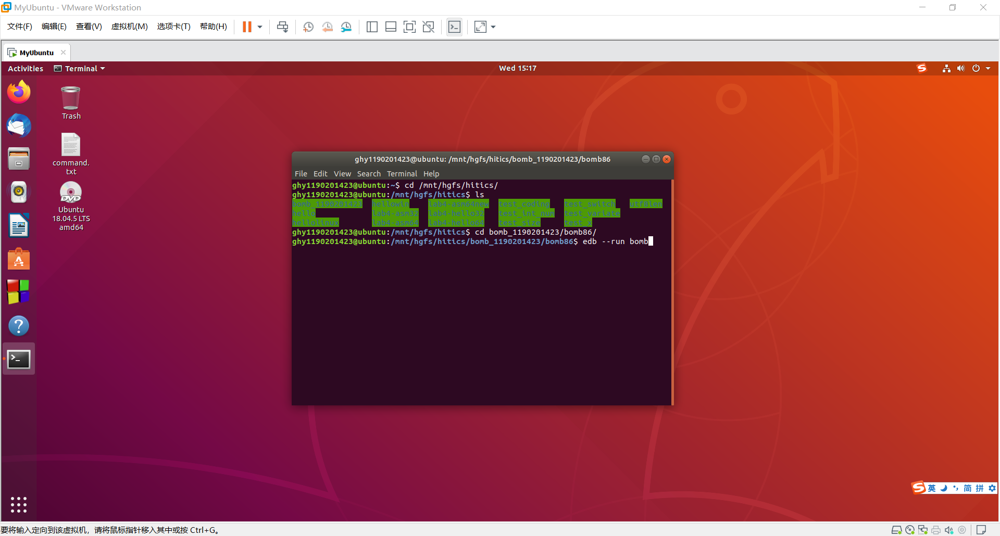 MyUbuntu - VMware Workstation
文件(F) 编辑(E) 查看(V) 虚拟机(M) 选项卡(T) 帮助(H)
MyUbuntu
Activities Terminal Wed 15:17
Trash
command.
txt
DVD
Ubuntu
18.04.5 LTS
amd64
ghy1190201423@ubuntu: /mnt/hgfs/hitics/bomb_1190201423/bomb86
File Edit View Search Terminal Help
ghy1190201423@ubuntu:~$ cd /mnt/hgfs/hitics/
ghy1190201423@ubuntu:/mnt/hgfs/hitics$ ls
bomb_1190201423 hellowin lab4-asm64new test_coding test_switch utf8len
hello lab4-asm32 lab4-hello32 test_int_num test_variate
hellolinux lab4-asm64 lab4-hello64 test_size test_x
ghy1190201423@ubuntu:/mnt/hgfs/hitics$ cd bomb_1190201423/bomb86/
ghy1190201423@ubuntu:/mnt/hgfs/hitics/bomb_1190201423/bomb86$ edb --run bomb
英 简 拼
要将输入定向到该虚拟机，请将鼠标指针移入其中或按 Ctrl+G。